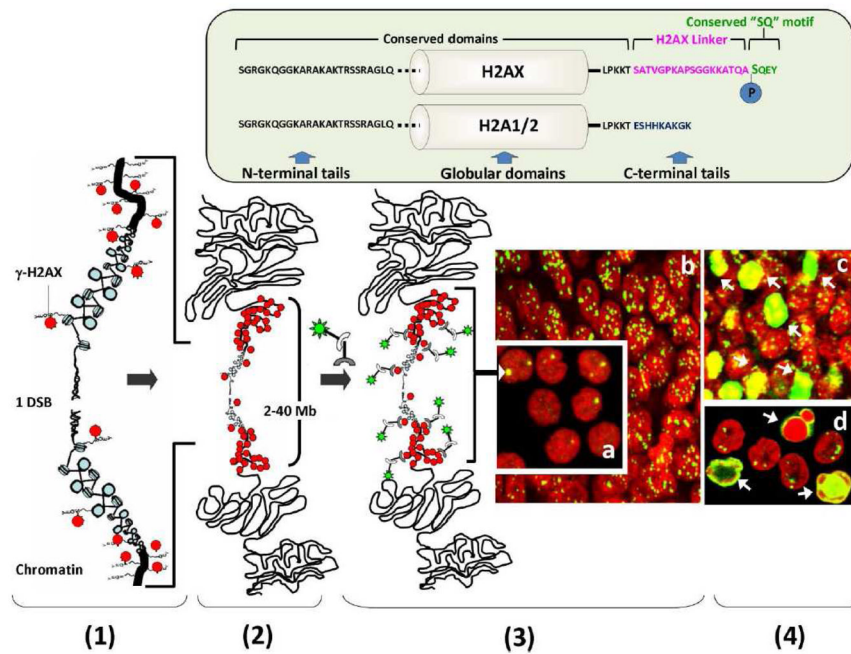 Conserved "SQ" motif
Conserved domains
H2AX Linker
SGRGKQGGKARAKAKTRSSRAGLQ
H2AX
LPKKT SATVGPKAPSGGKKATQA SQEY
P
SGRGKQGGKARAKAKTRSSRAGLQ
H2A1/2
LPKKT ESHHKAKGK
N-terminal tails
Globular domains
C-terminal tails
γ-H2AX
1 DSB
Chromatin
2-40 Mb
a
b
c
d
(1)
(2)
(3)
(4)